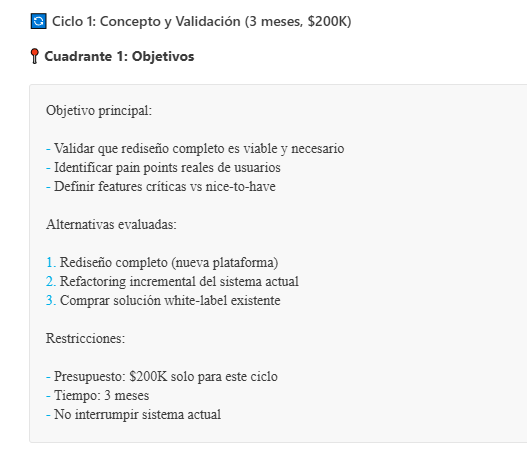 🔄 Ciclo 1: Concepto y Validación (3 meses, $200K)
📍 Cuadrante 1: Objetivos
Objetivo principal:
- Validar que rediseño completo es viable y necesario
- Identificar pain points reales de usuarios
- Definir features críticas vs nice-to-have
Alternativas evaluadas:
1. Rediseño completo (nueva plataforma)
2. Refactoring incremental del sistema actual
3. Comprar solución white-label existente
Restricciones:
- Presupuesto: $200K solo para este ciclo
- Tiempo: 3 meses
- No interrumpir sistema actual